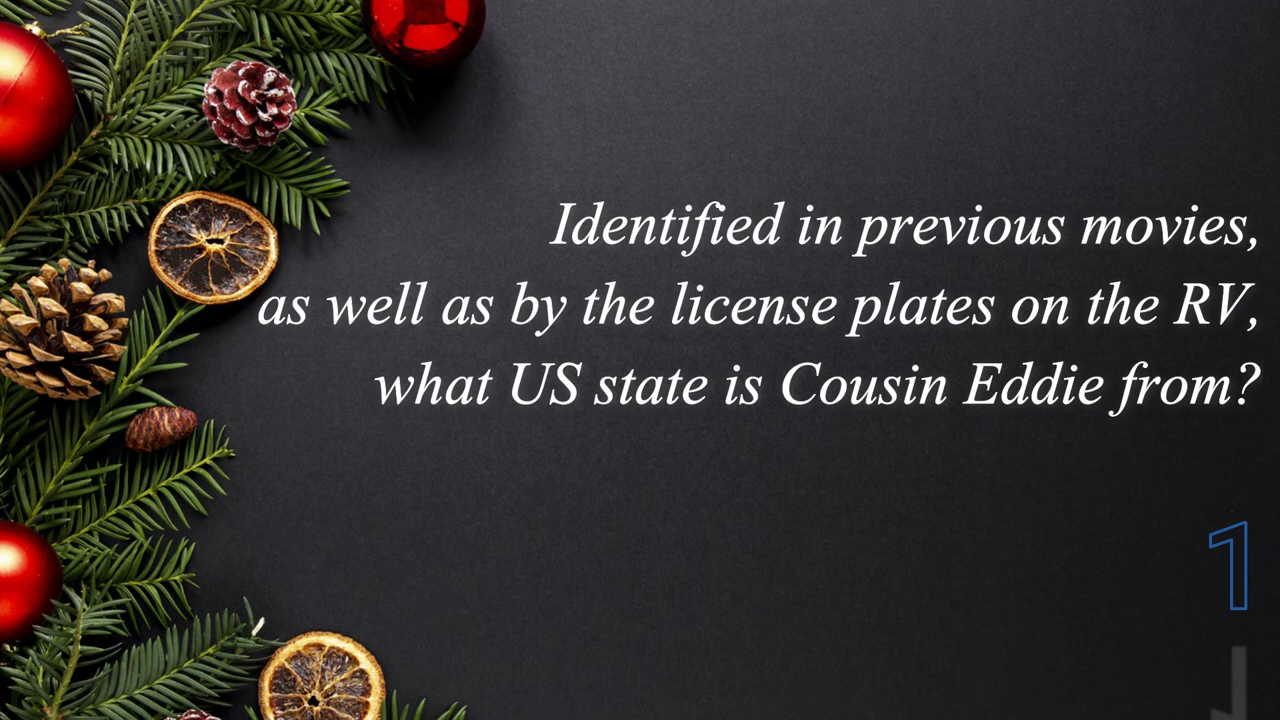 Identified in previous movies,
as well as by the license plates on the RV,
what US state is Cousin Eddie from?
1